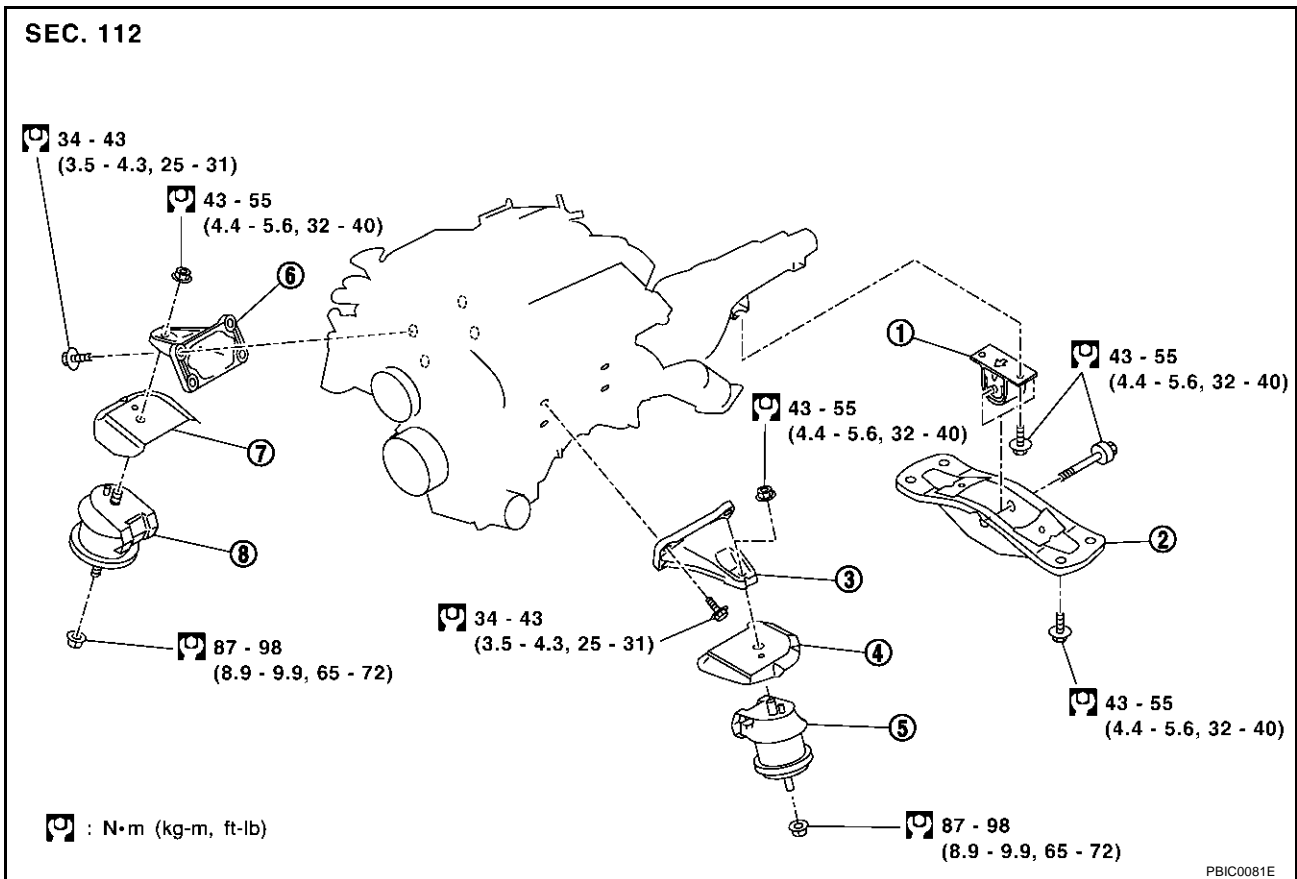 SEC. 112
34 - 43
(3.5 - 4.3, 25 - 31)
43 - 55
(4.4 - 5.6, 32 - 40)
6
1
43 - 55
(4.4 - 5.6, 32 - 40)
43 - 55
(4.4 - 5.6, 32 - 40)
7
2
8
3
34 - 43
(3.5 - 4.3, 25 - 31)
87 - 98
(8.9 - 9.9, 65 - 72)
4
5
43 - 55
(4.4 - 5.6, 32 - 40)
: N•m (kg-m, ft-lb)
87 - 98
(8.9 - 9.9, 65 - 72)
PBIC0081E